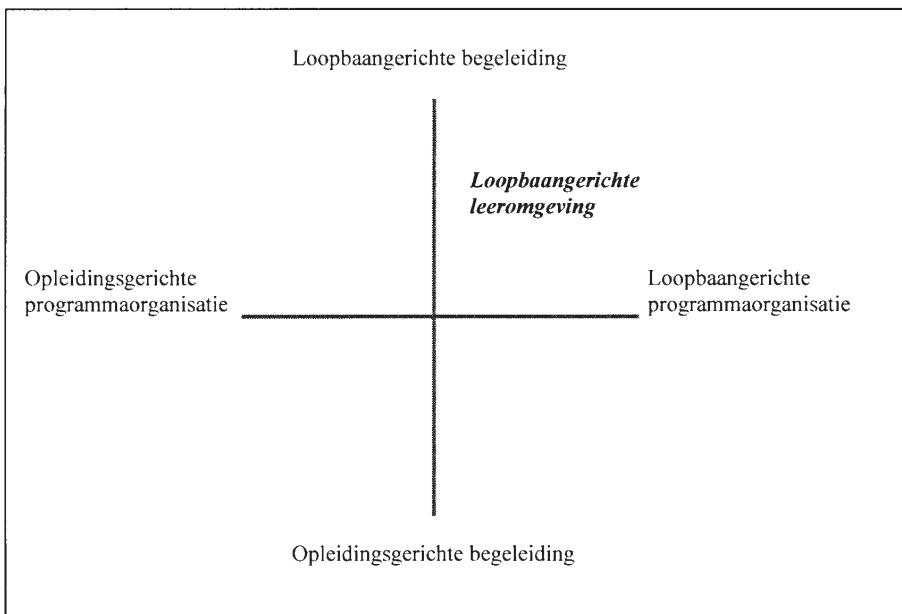 Loopbaangerichte begeleiding
Loopbaangerichte
leeromgeving
Opleidingsgerichte
programmaorganisatie
Loopbaangerichte
programmaorganisatie
Opleidingsgerichte begeleiding